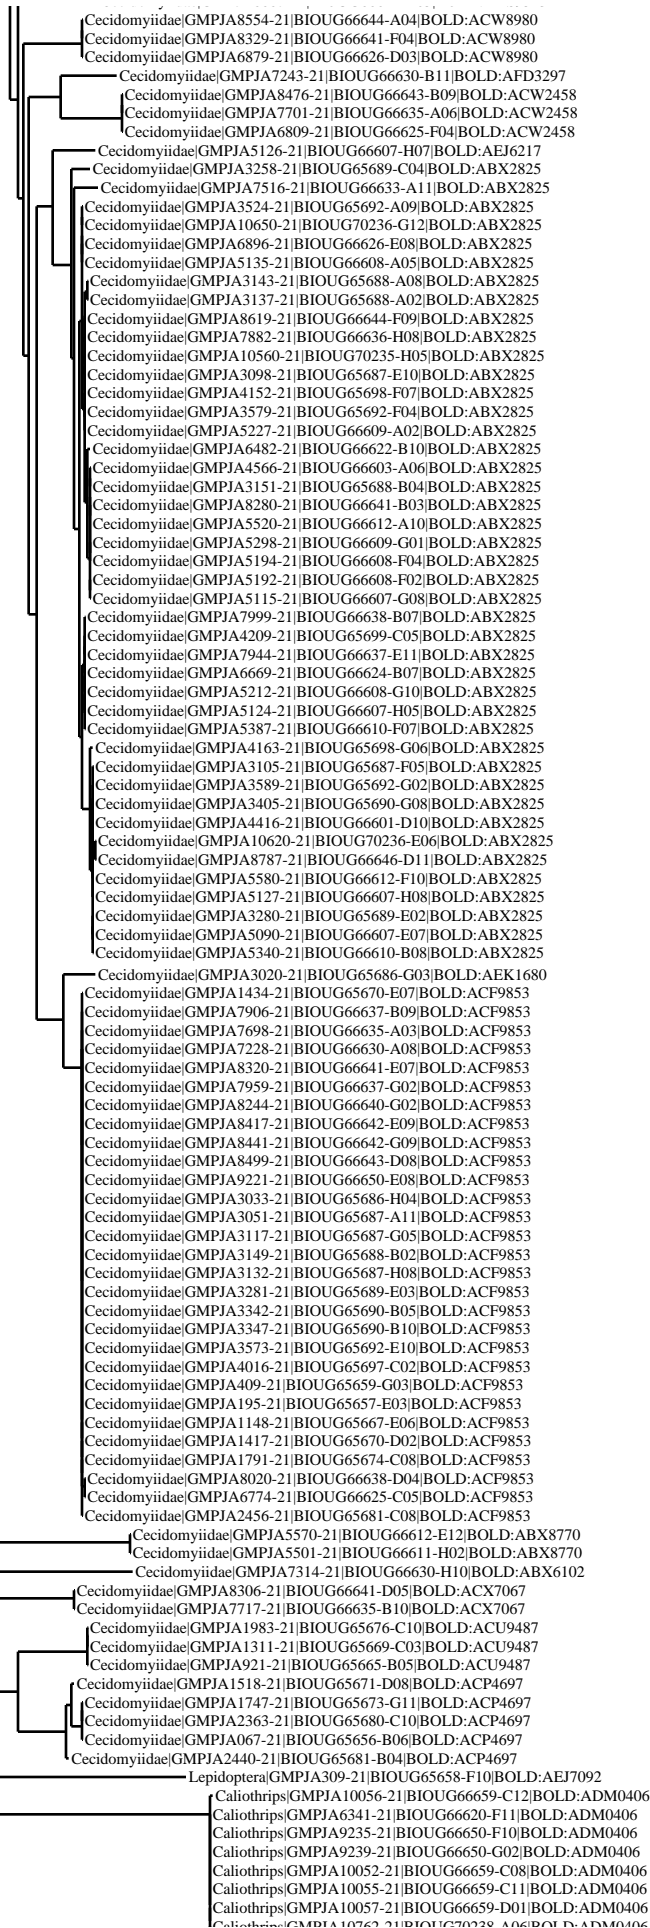 Cecidomyiidae|GMPJA8554-21|BIOUG66644-A04|BOLD:ACW8980
Cecidomyiidae|GMPJA8329-21|BIOUG66641-F04|BOLD:ACW8980
Cecidomyiidae|GMPJA6879-21|BIOUG66626-D03|BOLD:ACW8980
Cecidomyiidae|GMPJA7243-21|BIOUG66630-B11|BOLD:AFD3297
Cecidomyiidae|GMPJA8476-21|BIOUG66643-B09|BOLD:ACW2458
Cecidomyiidae|GMPJA7701-21|BIOUG66635-A06|BOLD:ACW2458
Cecidomyiidae|GMPJA6809-21|BIOUG66625-F04|BOLD:ACW2458
Cecidomyiidae|GMPJA5126-21|BIOUG66607-H07|BOLD:AEJ6217
Cecidomyiidae|GMPJA3258-21|BIOUG65689-C04|BOLD:ABX2825
Cecidomyiidae|GMPJA7516-21|BIOUG66633-A11|BOLD:ABX2825
Cecidomyiidae|GMPJA3524-21|BIOUG65692-A09|BOLD:ABX2825
Cecidomyiidae|GMPJA10650-21|BIOUG70236-G12|BOLD:ABX2825
Cecidomyiidae|GMPJA6896-21|BIOUG66626-E08|BOLD:ABX2825
Cecidomyiidae|GMPJA5135-21|BIOUG66608-A05|BOLD:ABX2825
Cecidomyiidae|GMPJA3143-21|BIOUG65688-A08|BOLD:ABX2825
Cecidomyiidae|GMPJA3137-21|BIOUG65688-A02|BOLD:ABX2825
Cecidomyiidae|GMPJA8619-21|BIOUG66644-F09|BOLD:ABX2825
Cecidomyiidae|GMPJA7882-21|BIOUG66636-H08|BOLD:ABX2825
Cecidomyiidae|GMPJA10560-21|BIOUG70235-H05|BOLD:ABX2825
Cecidomyiidae|GMPJA3098-21|BIOUG65687-E10|BOLD:ABX2825
Cecidomyiidae|GMPJA4152-21|BIOUG65698-F07|BOLD:ABX2825
Cecidomyiidae|GMPJA3579-21|BIOUG65692-F04|BOLD:ABX2825
Cecidomyiidae|GMPJA5227-21|BIOUG66609-A02|BOLD:ABX2825
Cecidomyiidae|GMPJA6482-21|BIOUG66622-B10|BOLD:ABX2825
Cecidomyiidae|GMPJA4566-21|BIOUG66603-A06|BOLD:ABX2825
Cecidomyiidae|GMPJA3151-21|BIOUG65688-B04|BOLD:ABX2825
Cecidomyiidae|GMPJA8280-21|BIOUG66641-B03|BOLD:ABX2825
Cecidomyiidae|GMPJA5520-21|BIOUG66612-A10|BOLD:ABX2825
Cecidomyiidae|GMPJA5298-21|BIOUG66609-G01|BOLD:ABX2825
Cecidomyiidae|GMPJA5194-21|BIOUG66608-F04|BOLD:ABX2825
Cecidomyiidae|GMPJA5192-21|BIOUG66608-F02|BOLD:ABX2825
Cecidomyiidae|GMPJA5115-21|BIOUG66607-G08|BOLD:ABX2825
Cecidomyiidae|GMPJA7999-21|BIOUG66638-B07|BOLD:ABX2825
Cecidomyiidae|GMPJA4209-21|BIOUG65699-C05|BOLD:ABX2825
Cecidomyiidae|GMPJA7944-21|BIOUG66637-E11|BOLD:ABX2825
Cecidomyiidae|GMPJA6669-21|BIOUG66624-B07|BOLD:ABX2825
Cecidomyiidae|GMPJA5212-21|BIOUG66608-G10|BOLD:ABX2825
Cecidomyiidae|GMPJA5124-21|BIOUG66607-H05|BOLD:ABX2825
Cecidomyiidae|GMPJA5387-21|BIOUG66610-F07|BOLD:ABX2825
Cecidomyiidae|GMPJA4163-21|BIOUG65698-G06|BOLD:ABX2825
Cecidomyiidae|GMPJA3105-21|BIOUG65687-F05|BOLD:ABX2825
Cecidomyiidae|GMPJA3589-21|BIOUG65692-G02|BOLD:ABX2825
Cecidomyiidae|GMPJA3405-21|BIOUG65690-G08|BOLD:ABX2825
Cecidomyiidae|GMPJA4416-21|BIOUG66601-D10|BOLD:ABX2825
Cecidomyiidae|GMPJA10620-21|BIOUG70236-E06|BOLD:ABX2825
Cecidomyiidae|GMPJA8787-21|BIOUG66646-D11|BOLD:ABX2825
Cecidomyiidae|GMPJA5580-21|BIOUG66612-F10|BOLD:ABX2825
Cecidomyiidae|GMPJA5127-21|BIOUG66607-H08|BOLD:ABX2825
Cecidomyiidae|GMPJA3280-21|BIOUG65689-E02|BOLD:ABX2825
Cecidomyiidae|GMPJA5090-21|BIOUG66607-E07|BOLD:ABX2825
Cecidomyiidae|GMPJA5340-21|BIOUG66610-B08|BOLD:ABX2825
Cecidomyiidae|GMPJA3020-21|BIOUG65686-G03|BOLD:AEK1680
Cecidomyiidae|GMPJA1434-21|BIOUG65670-E07|BOLD:ACF9853
Cecidomyiidae|GMPJA7906-21|BIOUG66637-B09|BOLD:ACF9853
Cecidomyiidae|GMPJA7698-21|BIOUG66635-A03|BOLD:ACF9853
Cecidomyiidae|GMPJA7228-21|BIOUG66630-A08|BOLD:ACF9853
Cecidomyiidae|GMPJA8320-21|BIOUG66641-E07|BOLD:ACF9853
Cecidomyiidae|GMPJA7959-21|BIOUG66637-G02|BOLD:ACF9853
Cecidomyiidae|GMPJA8244-21|BIOUG66640-G02|BOLD:ACF9853
Cecidomyiidae|GMPJA8417-21|BIOUG66642-E09|BOLD:ACF9853
Cecidomyiidae|GMPJA8441-21|BIOUG66642-G09|BOLD:ACF9853
Cecidomyiidae|GMPJA8499-21|BIOUG66643-D08|BOLD:ACF9853
Cecidomyiidae|GMPJA9221-21|BIOUG66650-E08|BOLD:ACF9853
Cecidomyiidae|GMPJA3033-21|BIOUG65686-H04|BOLD:ACF9853
Cecidomyiidae|GMPJA3051-21|BIOUG65687-A11|BOLD:ACF9853
Cecidomyiidae|GMPJA3117-21|BIOUG65687-G05|BOLD:ACF9853
Cecidomyiidae|GMPJA3149-21|BIOUG65688-B02|BOLD:ACF9853
Cecidomyiidae|GMPJA3132-21|BIOUG65687-H08|BOLD:ACF9853
Cecidomyiidae|GMPJA3281-21|BIOUG65689-E03|BOLD:ACF9853
Cecidomyiidae|GMPJA3342-21|BIOUG65690-B05|BOLD:ACF9853
Cecidomyiidae|GMPJA3347-21|BIOUG65690-B10|BOLD:ACF9853
Cecidomyiidae|GMPJA3573-21|BIOUG65692-E10|BOLD:ACF9853
Cecidomyiidae|GMPJA4016-21|BIOUG65697-C02|BOLD:ACF9853
Cecidomyiidae|GMPJA409-21|BIOUG65659-G03|BOLD:ACF9853
Cecidomyiidae|GMPJA195-21|BIOUG65657-E03|BOLD:ACF9853
Cecidomyiidae|GMPJA1148-21|BIOUG65667-E06|BOLD:ACF9853
Cecidomyiidae|GMPJA1417-21|BIOUG65670-D02|BOLD:ACF9853
Cecidomyiidae|GMPJA1791-21|BIOUG65674-C08|BOLD:ACF9853
Cecidomyiidae|GMPJA8020-21|BIOUG66638-D04|BOLD:ACF9853
Cecidomyiidae|GMPJA6774-21|BIOUG66625-C05|BOLD:ACF9853
Cecidomyiidae|GMPJA2456-21|BIOUG65681-C08|BOLD:ACF9853
Cecidomyiidae|GMPJA5570-21|BIOUG66612-E12|BOLD:ABX8770
Cecidomyiidae|GMPJA5501-21|BIOUG66611-H02|BOLD:ABX8770
Cecidomyiidae|GMPJA7314-21|BIOUG66630-H10|BOLD:ABX6102
Cecidomyiidae|GMPJA8306-21|BIOUG66641-D05|BOLD:ACX7067
Cecidomyiidae|GMPJA7717-21|BIOUG66635-B10|BOLD:ACX7067
Cecidomyiidae|GMPJA1983-21|BIOUG65676-C10|BOLD:ACU9487
Cecidomyiidae|GMPJA1311-21|BIOUG65669-C03|BOLD:ACU9487
Cecidomyiidae|GMPJA921-21|BIOUG65665-B05|BOLD:ACU9487
Cecidomyiidae|GMPJA1518-21|BIOUG65671-D08|BOLD:ACP4697
Cecidomyiidae|GMPJA1747-21|BIOUG65673-G11|BOLD:ACP4697
Cecidomyiidae|GMPJA2363-21|BIOUG65680-C10|BOLD:ACP4697
Cecidomyiidae|GMPJA067-21|BIOUG65656-B06|BOLD:ACP4697
Cecidomyiidae|GMPJA2440-21|BIOUG65681-B04|BOLD:ACP4697
Lepidoptera|GMPJA309-21|BIOUG65658-F10|BOLD:AEJ7092
Caliothrips|GMPJA10056-21|BIOUG66659-C12|BOLD:ADM0406
Caliothrips|GMPJA6341-21|BIOUG66620-F11|BOLD:ADM0406
Caliothrips|GMPJA9235-21|BIOUG66650-F10|BOLD:ADM0406
Caliothrips|GMPJA9239-21|BIOUG66650-G02|BOLD:ADM0406
Caliothrips|GMPJA10052-21|BIOUG66659-C08|BOLD:ADM0406
Caliothrips|GMPJA10055-21|BIOUG66659-C11|BOLD:ADM0406
Caliothrips|GMPJA10057-21|BIOUG66659-D01|BOLD:ADM0406
Caliothrips|GMPJA10762-21|BIOUG70238-A06|BOLD:ADM0406